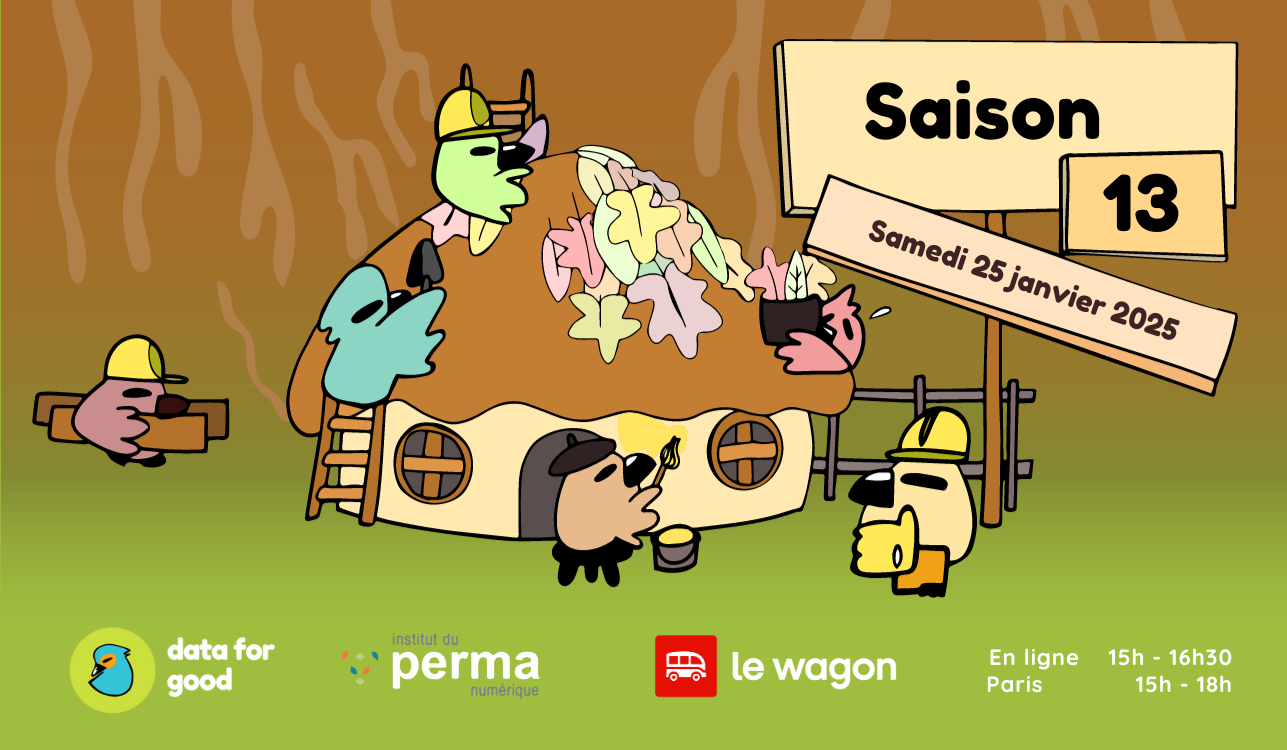 Saison
13
Samedi 25 janvier 2025
data for
good
institut du
perma
numérique
le wagon
En ligne 15h - 16h30
Paris 15h - 18h